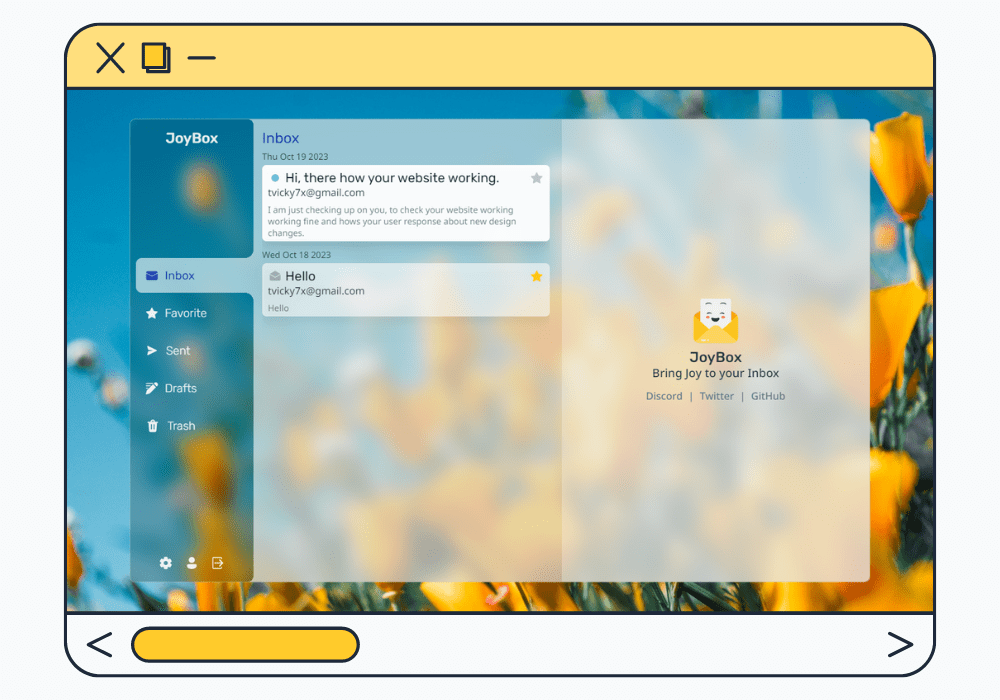 JoyBox
Inbox
Favorite
Sent
Drafts
Trash
Inbox
Thu Oct 19 2023
Hi, there how your website working.
tvicky7x@gmail.com
I am just checking up on you, to check your website working
working fine and hows your user response about new design
changes.
Wed Oct 18 2023
Hello
tvicky7x@gmail.com
Hello
JoyBox
Bring Joy to your Inbox
Discord | Twitter | GitHub